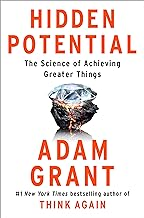 HIDDEN
POTENTIAL
The Science of Achieving
Greater Things
ADAM
GRANT
#1 New York Times bestselling author of
THINK AGAIN